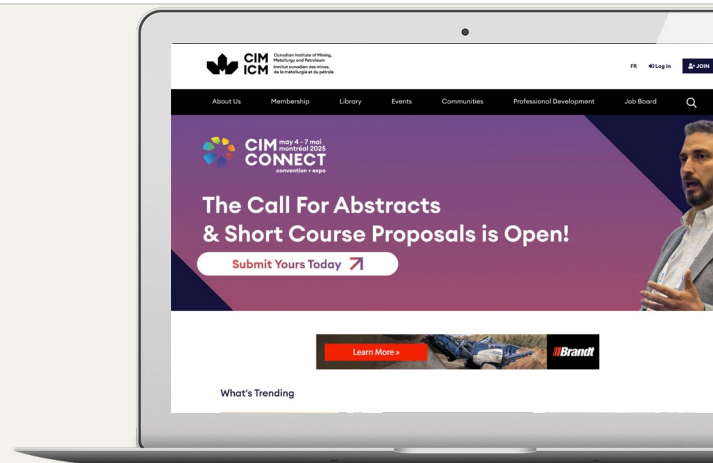 CIM
ICM
Canadian Institute of Mining,
Metallurgy and Petroleum
Institut canadien des mines,
de la métallurgie et du pétrole
FR Log in JOIN
About Us Membership Library Events Communities Professional Development Job Board
CIM may 4 - 7 mai
montréal 2025
CONNECT
convention + expo
The Call For Abstracts
& Short Course Proposals is Open!
Submit Yours Today
Learn More »
Brandt
What's Trending